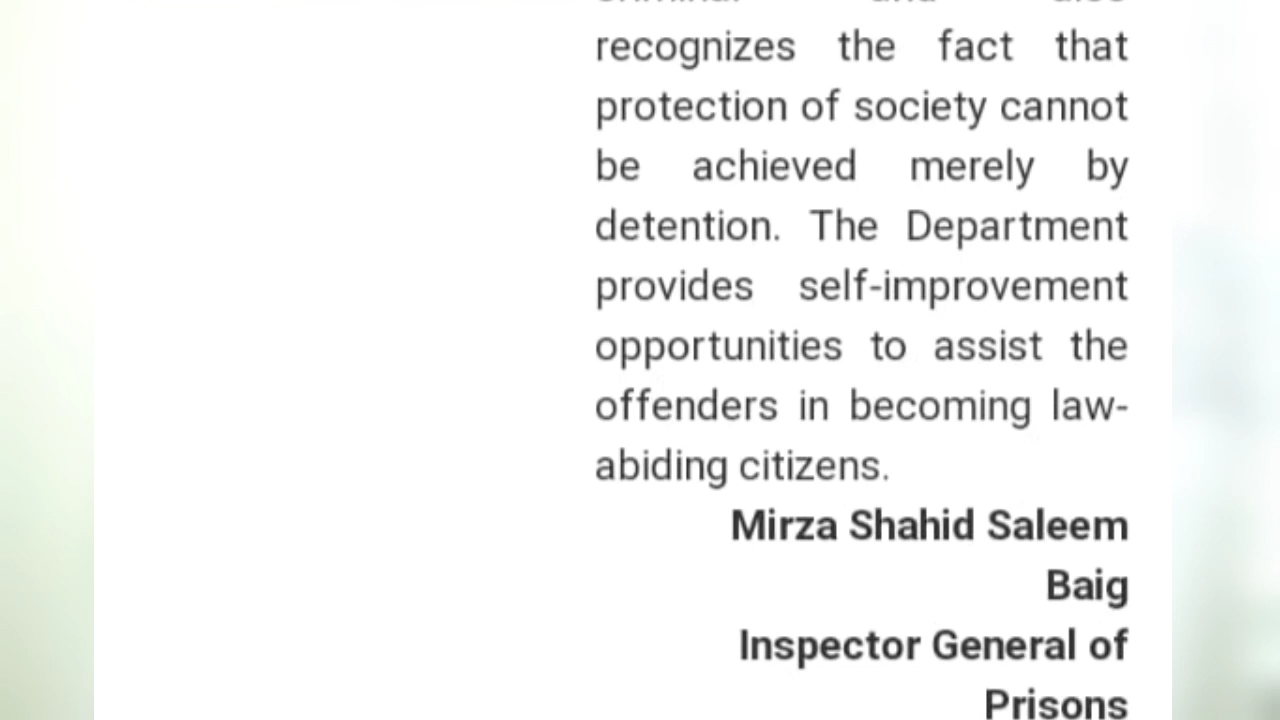 recognizes the fact that
protection of society cannot
be achieved merely by
detention. The Department
provides self-improvement
opportunities to assist the
offenders in becoming law-
abiding citizens.
Mirza Shahid Saleem
Baig
Inspector General of
Prisons